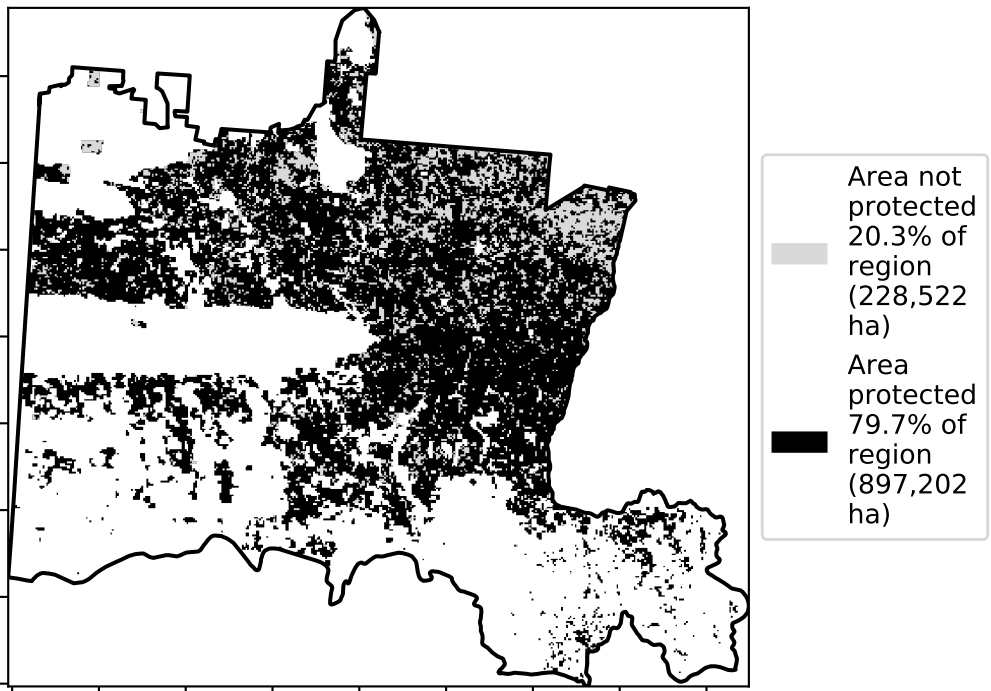 Area not
protected
20.3% of
region
(228,522
ha)
Area
protected
79.7% of
region
(897,202
ha)